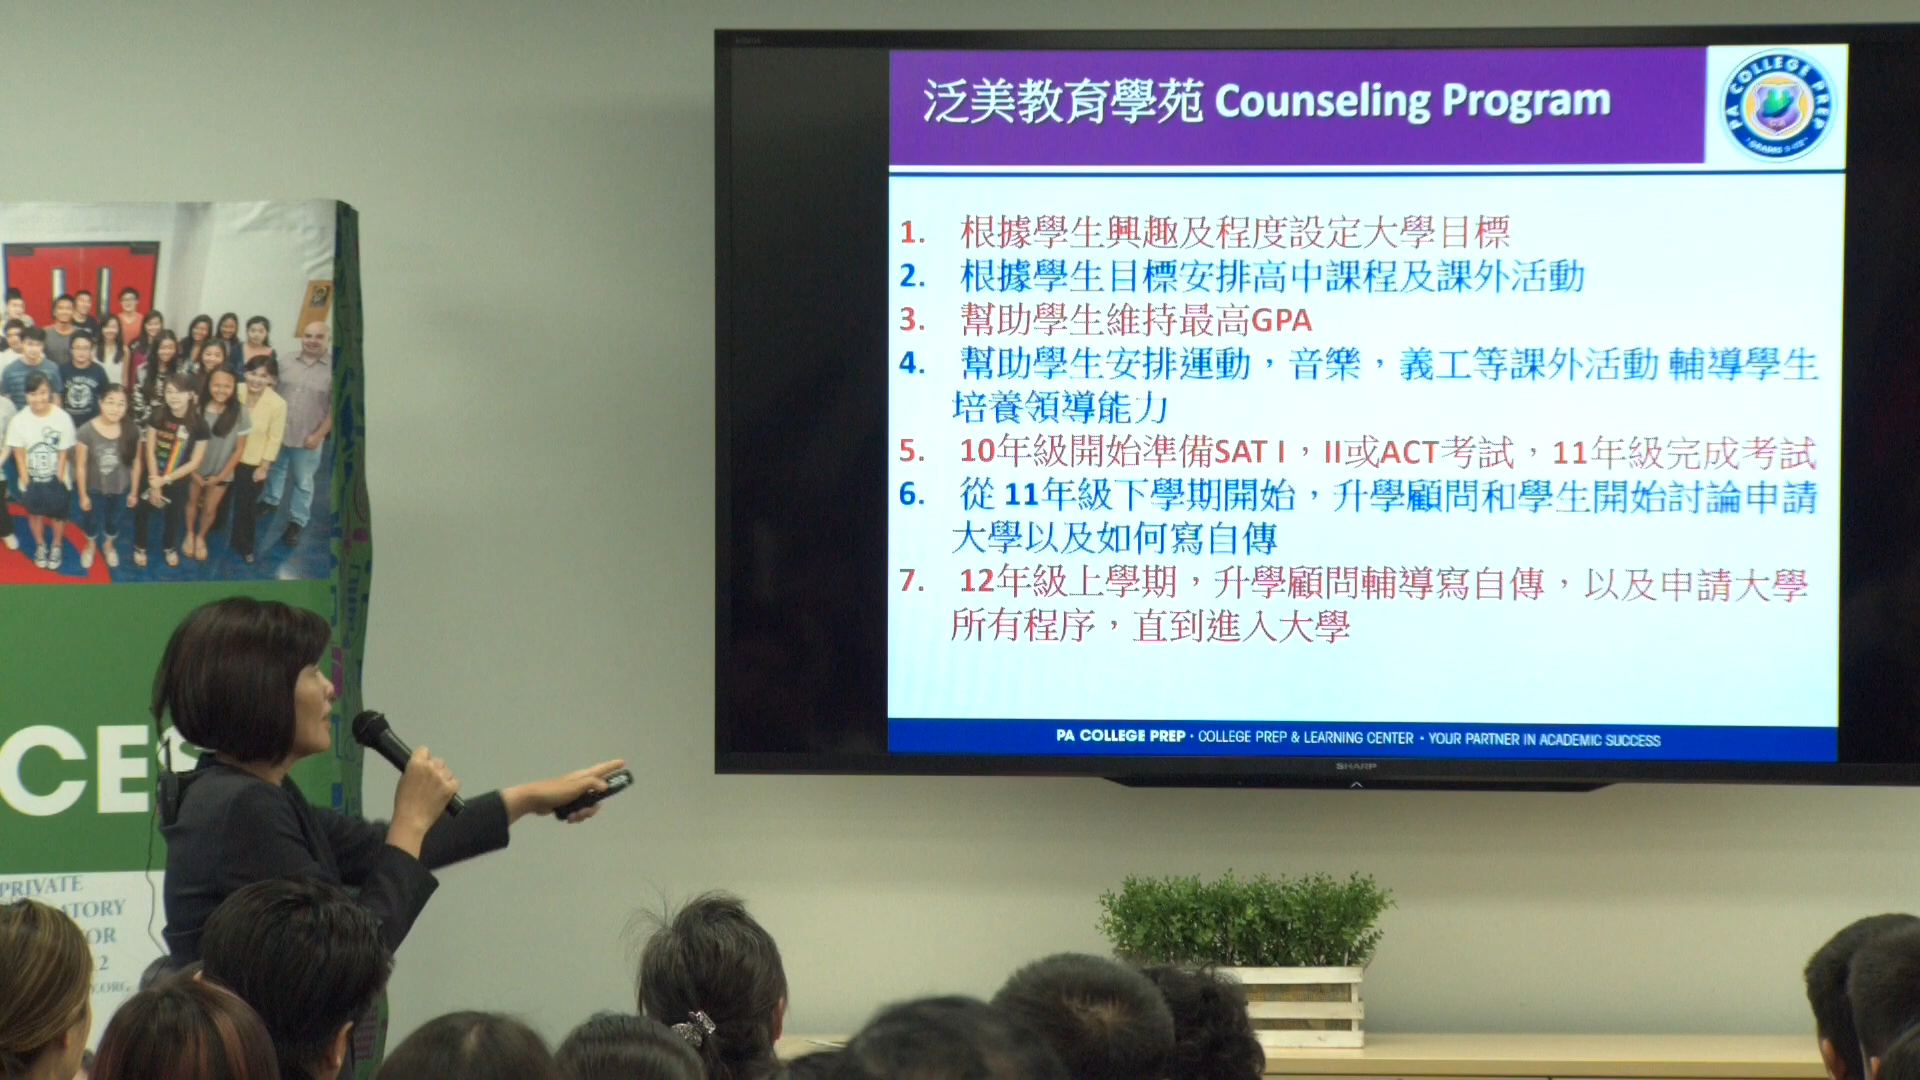 泛美教育學苑 Counseling Program
PA COLLEGE PREP
1. 根據學生興趣及程度設定大學目標
2. 根據學生目標安排高中課程及課外活動
3. 幫助學生維持最高GPA
4. 幫助學生安排運動，音樂，義工等課外活動 輔導學生
培養領導能力
5. 10年級開始準備SAT I，II或ACT考試，11年級完成考試
6. 從 11年級下學期開始，升學顧問和學生開始討論申請
大學以及如何寫自傳
7. 12年級上學期，升學顧問輔導寫自傳，以及申請大學
所有程序，直到進入大學
PA COLLEGE PREP · COLLEGE PREP & LEARNING CENTER · YOUR PARTNER IN ACADEMIC SUCCESS
SHARP
CES
PRIVATE
ATORY
OR
2
.ORG